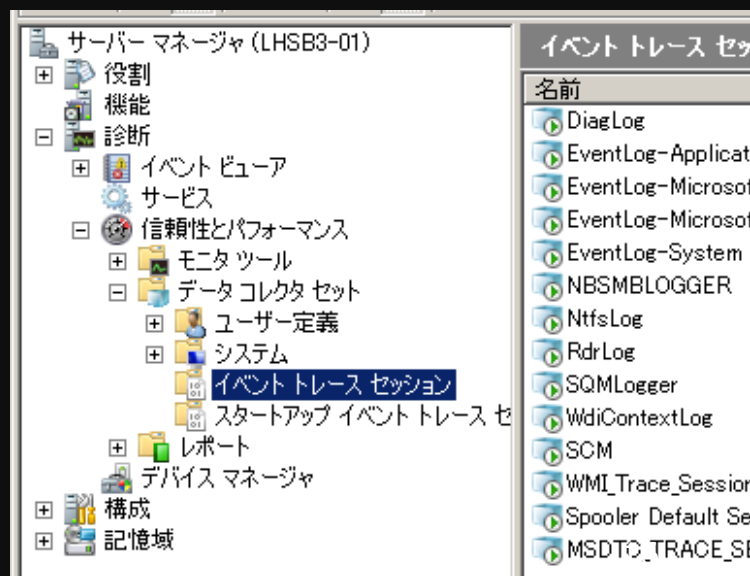 サーバー マネージャ (LHSB3-01)
役割
機能
診断
イベント ビューア
サービス
信頼性とパフォーマンス
モニタ ツール
データ コレクタ セット
ユーザー定義
システム
イベント トレース セッション
スタートアップ イベント トレース セ
レポート
デバイス マネージャ
構成
記憶域
イベント トレース セッ
名前
DiagLog
EventLog-Applicat
EventLog-Microsof
EventLog-Microsof
EventLog-System
NBSMBLOGGER
NtfsLog
RdrLog
SQMLogger
WdiContextLog
SCM
WMI_Trace_Session
Spooler Default Se
MSDTC_TRACE_SE